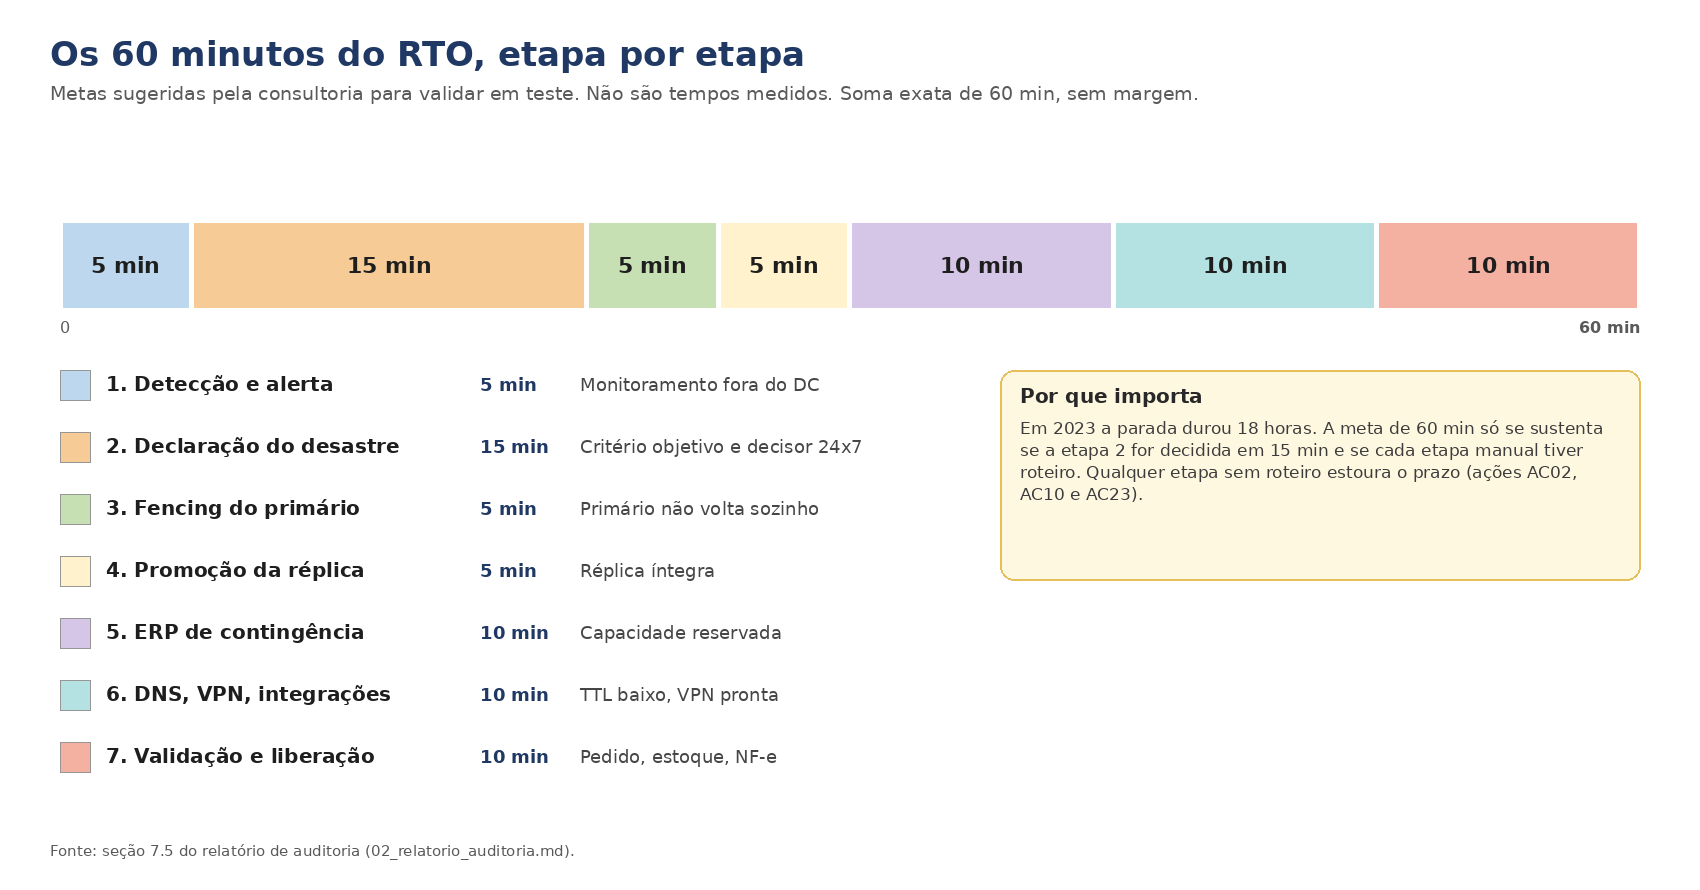 Os 60 minutos do RTO, etapa por etapa
Metas sugeridas pela consultoria para validar em teste. Não são tempos medidos. Soma exata de 60 min, sem margem.
5 min
15 min
5 min
5 min
10 min
10 min
10 min
0
60 min
1. Detecção e alerta
5 min
Monitoramento fora do DC
2. Declaração do desastre
15 min
Critério objetivo e decisor 24x7
3. Fencing do primário
5 min
Primário não volta sozinho
4. Promoção da réplica
5 min
Réplica íntegra
5. ERP de contingência
10 min
Capacidade reservada
6. DNS, VPN, integrações
10 min
TTL baixo, VPN pronta
7. Validação e liberação
10 min
Pedido, estoque, NF-e
Por que importa
Em 2023 a parada durou 18 horas. A meta de 60 min só se sustenta
se a etapa 2 for decidida em 15 min e se cada etapa manual tiver
roteiro. Qualquer etapa sem roteiro estoura o prazo (ações AC02,
AC10 e AC23).
Fonte: seção 7.5 do relatório de auditoria (02_relatorio_auditoria.md).